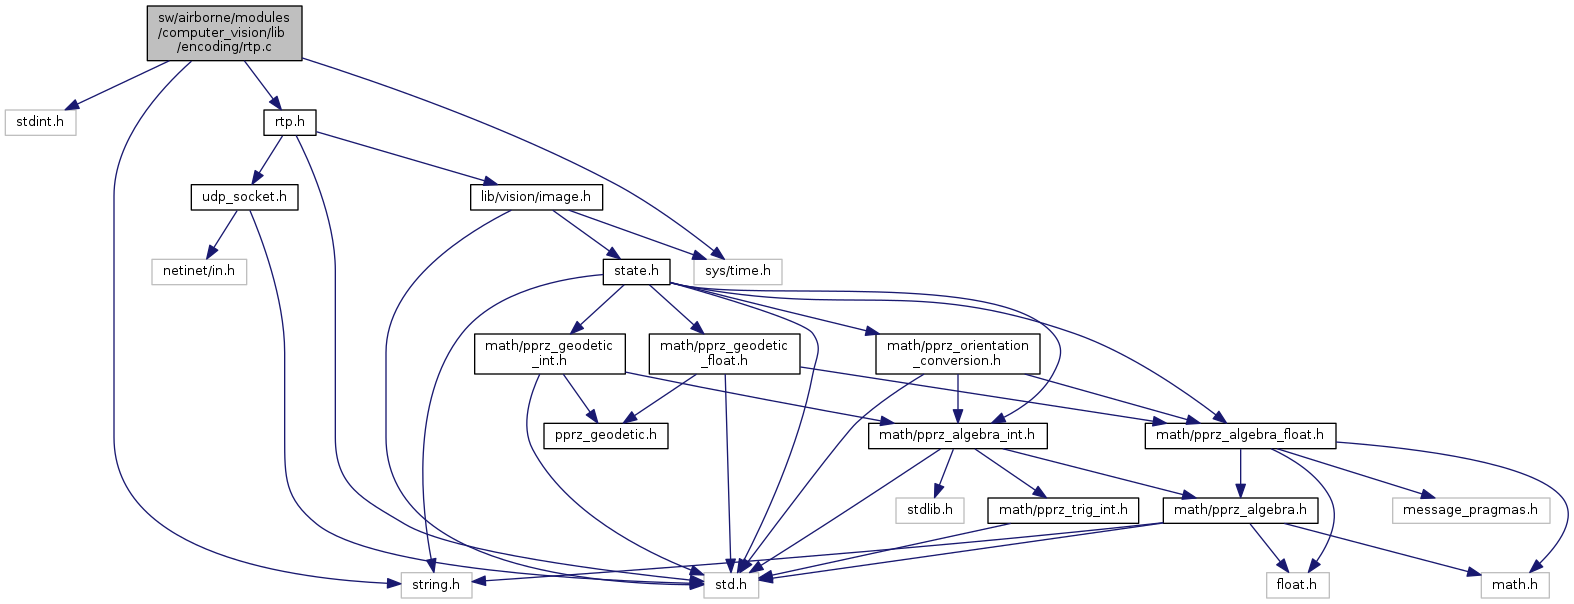 sw/airborne/modules
/computer_vision/lib
/encoding/rtp.c
stdint.h
rtp.h
udp_socket.h
lib/vision/image.h
netinet/in.h
state.h
sys/time.h
math/pprz_geodetic
_int.h
math/pprz_geodetic
_float.h
math/pprz_orientation
_conversion.h
pprz_geodetic.h
math/pprz_algebra_int.h
math/pprz_algebra_float.h
stdlib.h
math/pprz_trig_int.h
math/pprz_algebra.h
message_pragmas.h
string.h
std.h
float.h
math.h